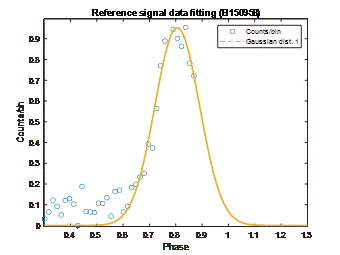 Reference signal data fitting (B1509-58)
Counts/bin
Gaussian dist. 1
Counts/bin
0.9
0.8
0.7
0.6
0.5
0.4
0.3
0.2
0.1
0
0.4 0.5 0.6 0.7 0.8 0.9 1 1.1 1.2 1.3
Phase